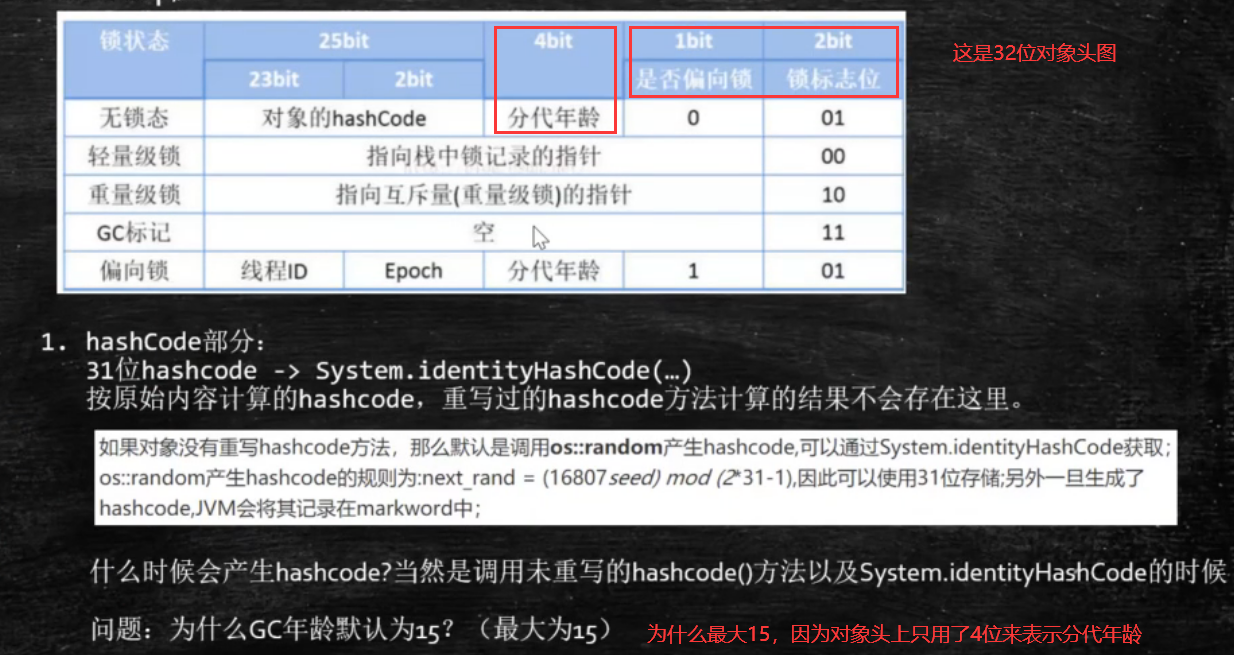 锁状态 25bit 4bit 1bit 2bit
23bit 2bit 是否偏向锁 锁标志位
无锁态 对象的hashCode 分代年龄 0 01
轻量级锁 指向栈中锁记录的指针 00
重量级锁 指向互斥量(重量级锁)的指针 10
GC标记 空 11
偏向锁 线程ID Epoch 分代年龄 1 01
这是32位对象头图
1. hashCode部分:
31位hashcode -> System.identityHashCode(…)
按原始内容计算的hashcode，重写过的hashcode方法计算的结果不会存在这里。
如果对象没有重写hashcode方法，那么默认是调用os::random产生hashcode,可以通过System.identityHashCode获取;
os::random产生hashcode的规则为:next_rand = (16807seed) mod (2*31-1),因此可以使用31位存储;另外一旦生成了
hashcode,JVM会将其记录在markword中;
什么时候会产生hashcode?当然是调用未重写的hashcode()方法以及System.identityHashCode的时候
问题：为什么GC年龄默认为15？（最大为15）
为什么最大15，因为对象头上只用了4位来表示分代年龄